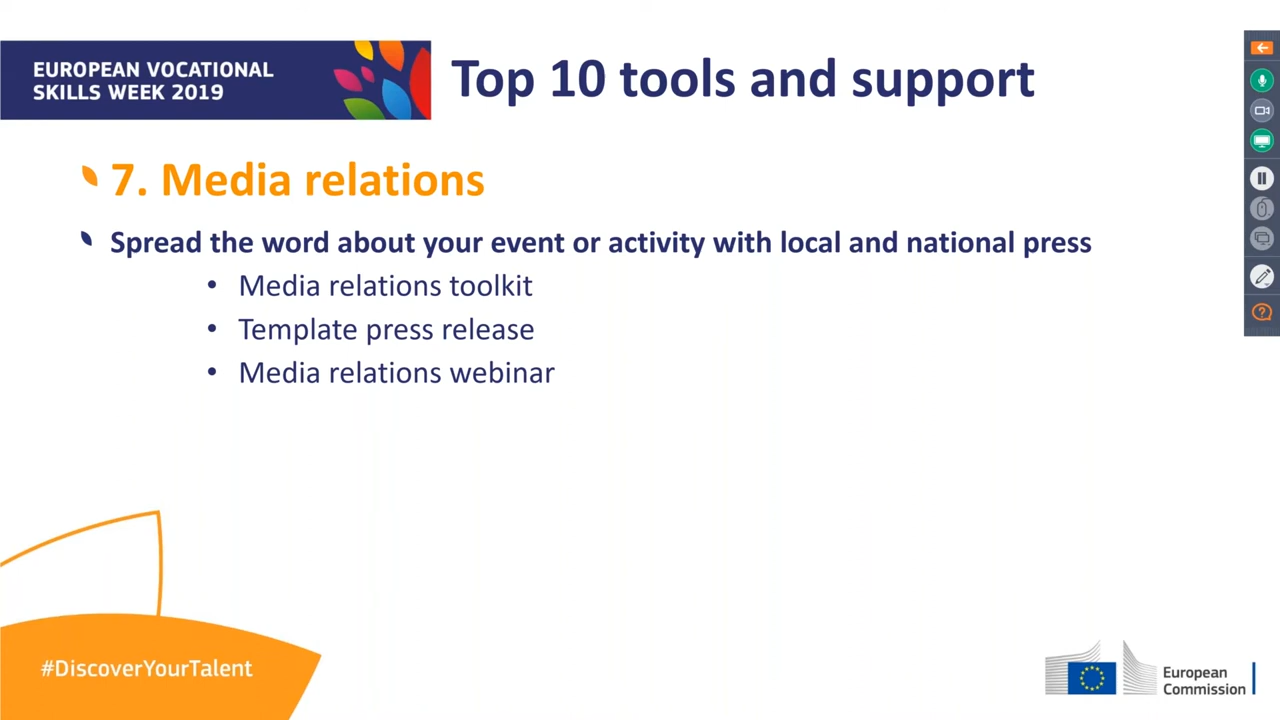 EUROPEAN VOCATIONAL
SKILLS WEEK 2019
Top 10 tools and support
7. Media relations
Spread the word about your event or activity with local and national press
• Media relations toolkit
• Template press release
• Media relations webinar
#DiscoverYourTalent
European
Commission